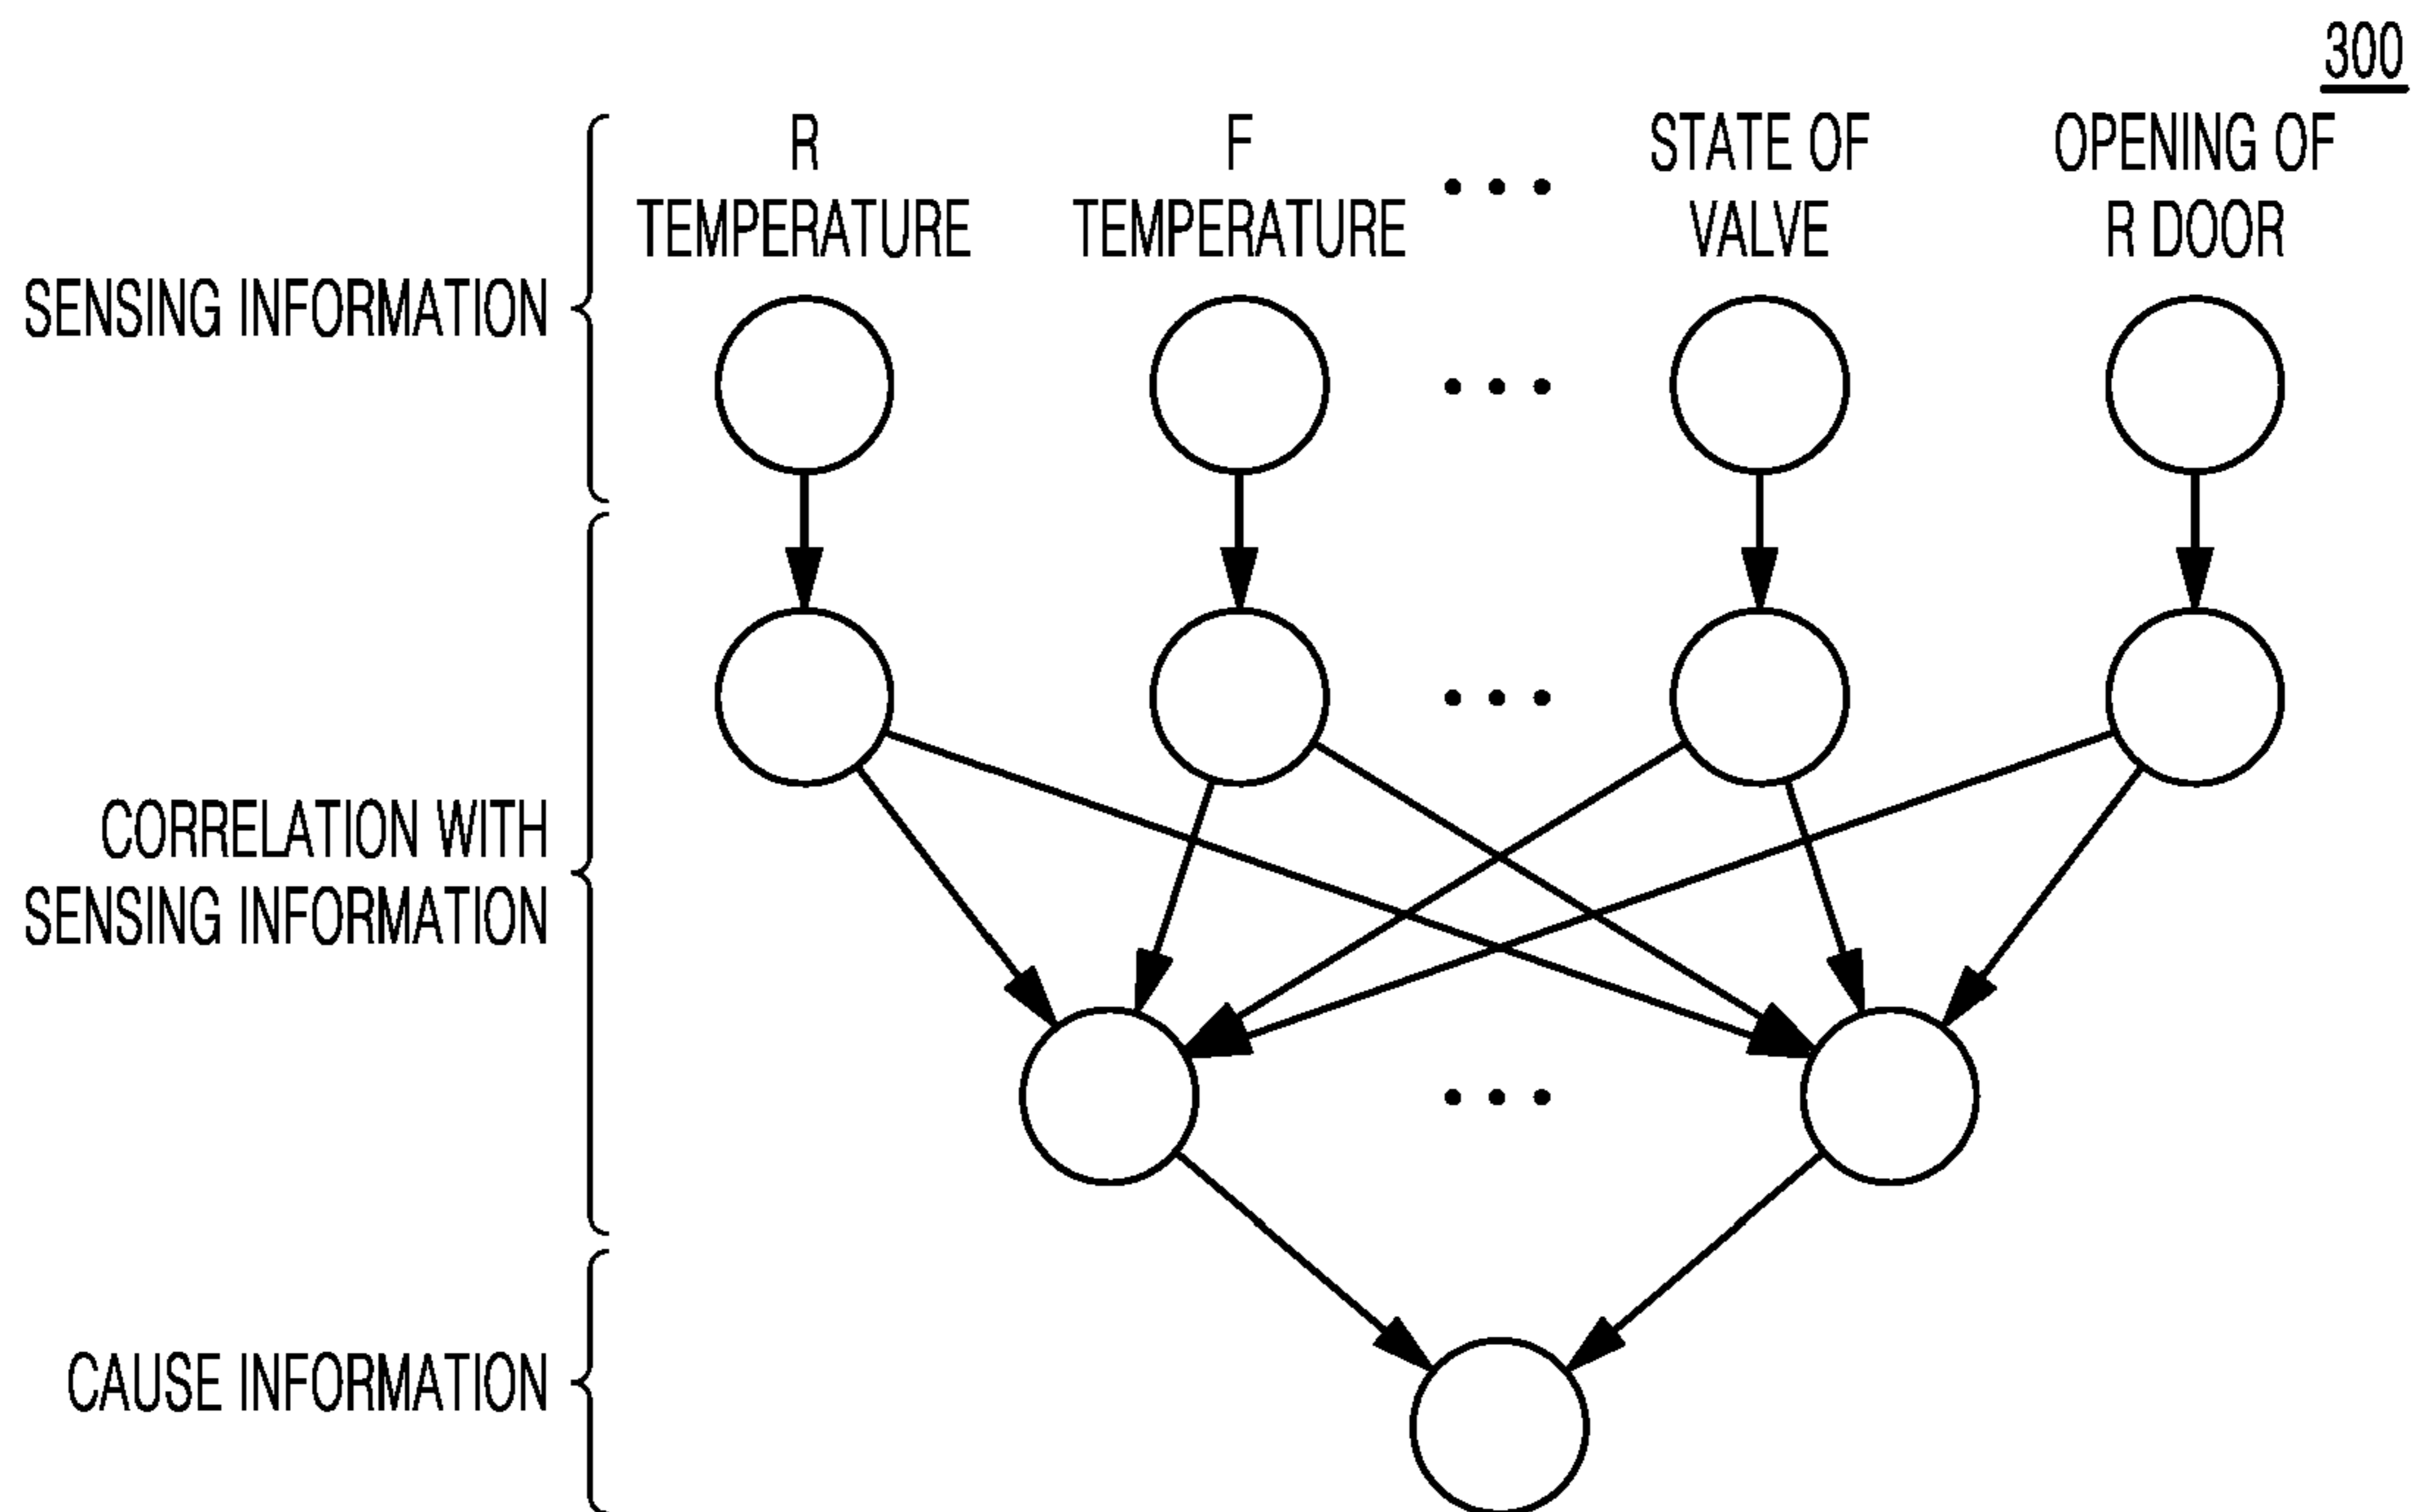 300
R
TEMPERATURE
F
TEMPERATURE
• • •
STATE OF
VALVE
OPENING OF
R DOOR
SENSING INFORMATION
• • •
• • •
CORRELATION WITH
SENSING INFORMATION
• • •
CAUSE INFORMATION